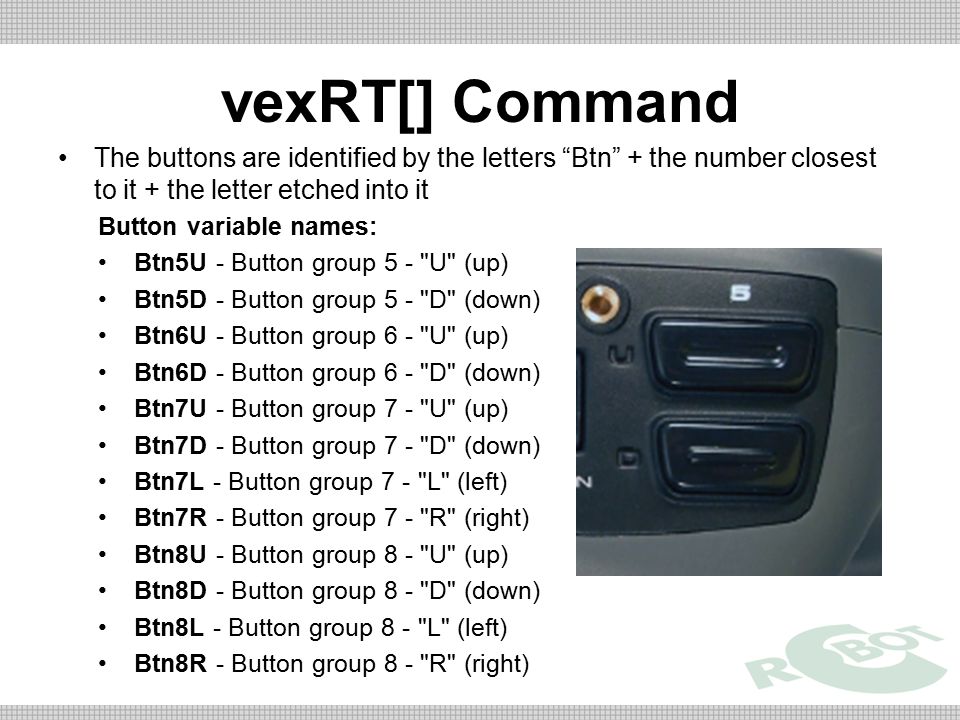 vexRT[] Command
• The buttons are identified by the letters “Btn” + the number closest
to it + the letter etched into it
Button variable names:
• Btn5U - Button group 5 - "U" (up)
• Btn5D - Button group 5 - "D" (down)
• Btn6U - Button group 6 - "U" (up)
• Btn6D - Button group 6 - "D" (down)
• Btn7U - Button group 7 - "U" (up)
• Btn7D - Button group 7 - "D" (down)
• Btn7L - Button group 7 - "L" (left)
• Btn7R - Button group 7 - "R" (right)
• Btn8U - Button group 8 - "U" (up)
• Btn8D - Button group 8 - "D" (down)
• Btn8L - Button group 8 - "L" (left)
• Btn8R - Button group 8 - "R" (right)
5
U
D
N
ROBOTC